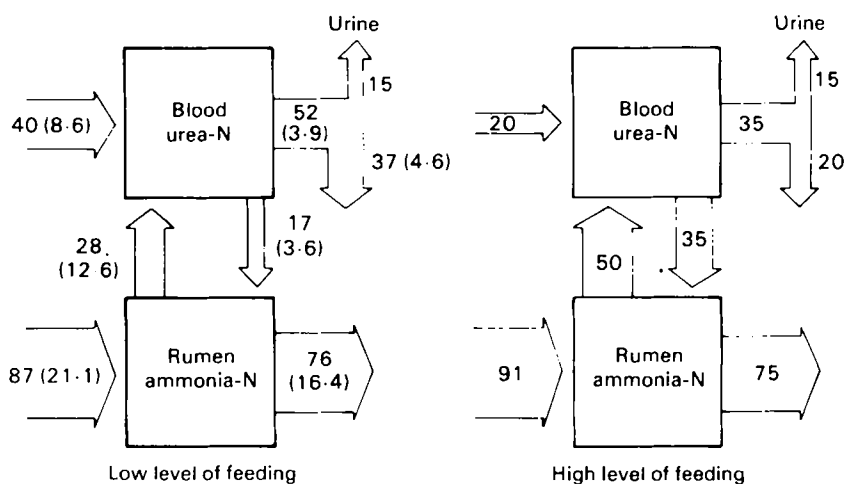 Urine
15
Blood
urea-N
40 (8·6)
52
(3·9)
37 (4·6)
28.
(12·6)
17
(3·6)
87 (21·1)
Rumen
ammonia-N
76
(16·4)
Low level of feeding
Urine
15
Blood
urea-N
20
35
20
50
35
91
Rumen
ammonia-N
75
High level of feeding